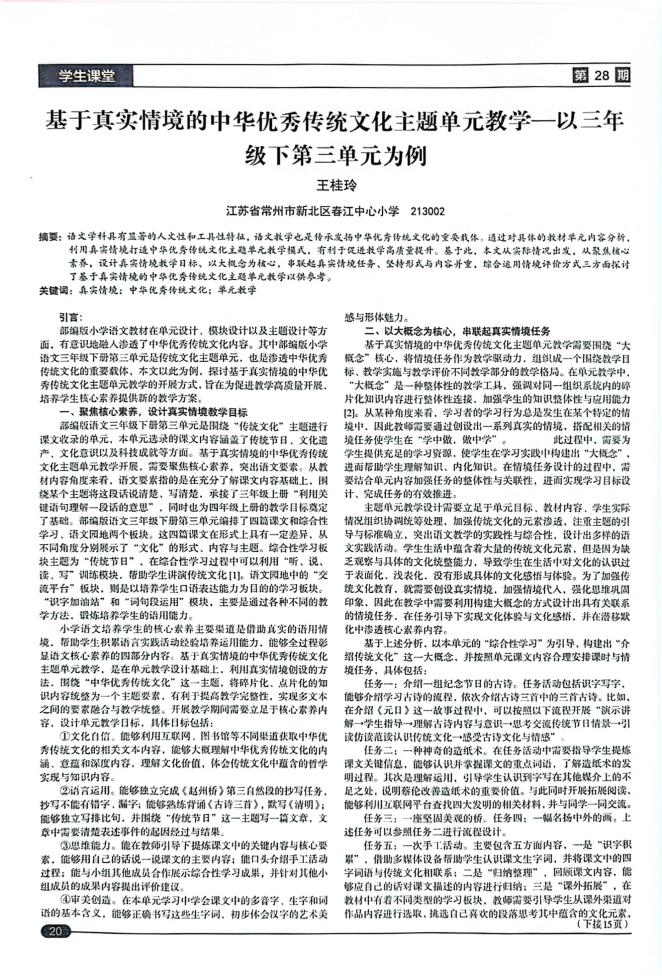 学生课堂
第 28 期
基于真实情境的中华优秀传统文化主题单元教学—以三年
级下第三单元为例
王桂玲
江苏省常州市新北区春江中心小学 213002
摘要：语文学科具有显著的人文性和工具性特征，语文教学也是传承发扬中华优秀传统文化的重要载体。通过对具体的教材单元内容分析，
利用真实情境打造中华优秀传统文化主题单元教学模式，有利于促进教学高质量提升。基于此，本文从实际情况出发，从聚焦核心
素养，设计真实情境教学目标、以大概念为核心，串联起真实情境任务、坚持形式与内容并重，综合运用情境评价方式三方面探讨
了基于真实情境的中华优秀传统文化主题单元教学以供参考。
关键词：真实情境；中华优秀传统文化；单元教学
引言：
部编版小学语文教材在单元设计、模块设计以及主题设计等方
面，有意识地融入渗透了中华优秀传统文化内容。其中部编版小学
语文三年级下册第三单元是传统文化主题单元，也是渗透中华优秀
传统文化的重要载体，本文以此为例，探讨基于真实情境的中华优
秀传统文化主题单元教学的开展方式，旨在为促进教学高质量开展，
培养学生核心素养提供新的教学方案。
一、聚焦核心素养，设计真实情境教学目标
部编版语文三年级下册第三单元是围绕“传统文化”主题进行
课文收录的单元，本单元选录的课文内容涵盖了传统节日、文化遗
产、文化意识以及科技成就等方面。基于真实情境的中华优秀传统
文化主题单元教学开展，需要聚焦核心素养，突出语文要素。从教
材内容角度来看，语文要素指的是在充分了解课文内容基础上，围
绕某个主题将这段话说清楚、写清楚，承接了三年级上册“利用关
键语句理解一段话的意思”，同时也为四年级上册的教学目标奠定
了基础。部编版语文三年级下册第三单元编排了四篇课文和综合性
学习、语文园地两个板块。这四篇课文在形式上具有一定差异，从
不同角度分别展示了“文化”的形式、内容与主题。综合性学习板
块主题为“传统节日”，在综合性学习过程中可以利用“听、说、
读、写”训练模块，帮助学生讲演传统文化[1]。语文园地中的“交
流平台”板块，则是以培养学生口语表达能力为目的的学习板块。
“识字加油站”和“词句段运用”模块，主要是通过各种不同的教
学方法，锻炼培养学生的语用能力。
小学语文培养学生的核心素养主要渠道是借助真实的语用情
境，帮助学生积累语言实践活动经验培养运用能力，能够全过程彰
显语文核心素养的四部分内容。基于真实情境的中华优秀传统文化
主题单元教学，是在单元教学设计基础上，利用真实情境创设的方
法，围绕“中华优秀传统文化”这一主题，将碎片化、点片化的知
识内容统整为一个主题要素，有利于提高教学完整性，实现多文本
之间的要素融合与教学统整。开展教学期间需要立足于核心素养内
容，设计单元教学目标，具体目标包括：
①文化自信。能够利用互联网、图书馆等不同渠道获取中华优
秀传统文化的相关文本内容，能够大概理解中华优秀传统文化的内
涵、意蕴和深度内容，理解文化价值，体会传统文化中蕴含的哲学
实现与知识内容。
②语言运用。能够独立完成《赵州桥》第三自然段的抄写任务，
抄写不能有错字、漏字；能够熟练背诵《古诗三首》，默写《清明》；
能够独立写排比句，并围绕“传统节日”这一主题写一篇文章，文
章中需要清楚表述事件的起因经过与结果。
③思维能力。能在教师引导下提炼课文中的关键内容与核心要
素，能够用自己的话说一说课文的主要内容；能口头介绍手工活动
过程；能与小组其他成员合作展示综合性学习成果，并针对其他小
组成员的成果内容提出评价建议。
④审美创造。在本单元学习中学会课文中的多音字、生字和词
语的基本含义，能够正确书写这些生字词，初步体会汉字的艺术美
20
感与形体魅力。
二、以大概念为核心，串联起真实情境任务
基于真实情境的中华优秀传统文化主题单元教学需要围绕“大
概念”核心，将情境任务作为教学驱动力，组织成一个围绕教学目
标、教学实施与教学评价不同教学部分的教学格局。在单元教学中，
“大概念”是一种整体性的教学工具，强调对同一组织系统内的碎
片化知识内容进行整体性连接，加强学生的知识整体性与应用能力
[2]。从某种角度来看，学习者的学习行为总是发生在某个特定的情
境中，因此教师需要通过创设出一系列真实的情境，搭配相关的情
境任务使学生在“学中做，做中学”。 此过程中，需要为
学生提供充足的学习资源，使学生在学习实践中构建出“大概念”，
进而帮助学生理解知识、内化知识。在情境任务设计的过程中，需
要结合单元内容加强任务的整体性与关联性，进而实现学习目标设
计、完成任务的有效推进。
主题单元教学设计需要立足于单元目标、教材内容、学生实际
情况组织协调统筹处理，加强传统文化的元素渗透，注重主题的引
导与标准确立，突出语文教学的实践性与综合性，设计出多样的语
文实践活动。学生生活中蕴含着大量的传统文化元素，但是因为缺
乏观察与具体的文化统整能力，导致学生在生活中对文化的认识过
于表面化、浅表化，没有形成具体的文化感悟与体验。为了加强传
统文化教育，就需要创设真实情境，加强情境代入，强化思维巩固
印象，因此在教学中需要利用构建大概念的方式设计出具有关联系
的情境任务，在任务引导下实现文化体验与文化感悟，并在潜移默
化中渗透核心素养内容。
基于上述分析，以本单元的“综合性学习”为引导，构建出“介
绍传统文化”这一大概念，并按照单元课文内容合理安排课时与情
境任务，具体包括：
任务一：介绍一组纪念节日的古诗。任务活动包括识字写字，
能够介绍学习古诗的流程，依次介绍古诗三首中的三首古诗。比如，
在介绍《元日》这一故事过程中，可以按照以下流程开展“演示讲
解→学生指导→理解古诗内容与意识→思考交流传统节日情景→引
读仿读范读认识传统文化→感受古诗文化与情感”。
任务二：一种神奇的造纸术。在任务活动中需要指导学生提炼
课文关键信息，能够认识并掌握课文的重点词语，了解造纸术的发
明过程。其次是理解运用，引导学生认识到字写在其他媒介上的不
足之处，说明蔡伦改善造纸术的重要价值。与此同时开展拓展阅读，
能够利用互联网平台查找四大发明的相关材料，并与同学一同交流。
任务三：一座坚固美观的桥。任务四：一幅名扬中外的画。上
述任务可以参照任务二进行流程设计。
任务五：一次手工活动。主要包含五方面内容，一是“识字积
累”，借助多媒体设备帮助学生认识课文生字词，并将课文中的四
字词语与传统文化相联系；二是“归纳整理”，回顾课文内容，能
够应自己的话对课文描述的内容进行归纳；三是“课外拓展”，在
教材中有着不同类型的学习板块，教师需要引导学生从课外渠道对
作品内容进行选取，挑选自己喜欢的段落思考其中蕴含的文化元素，
（下接15页）